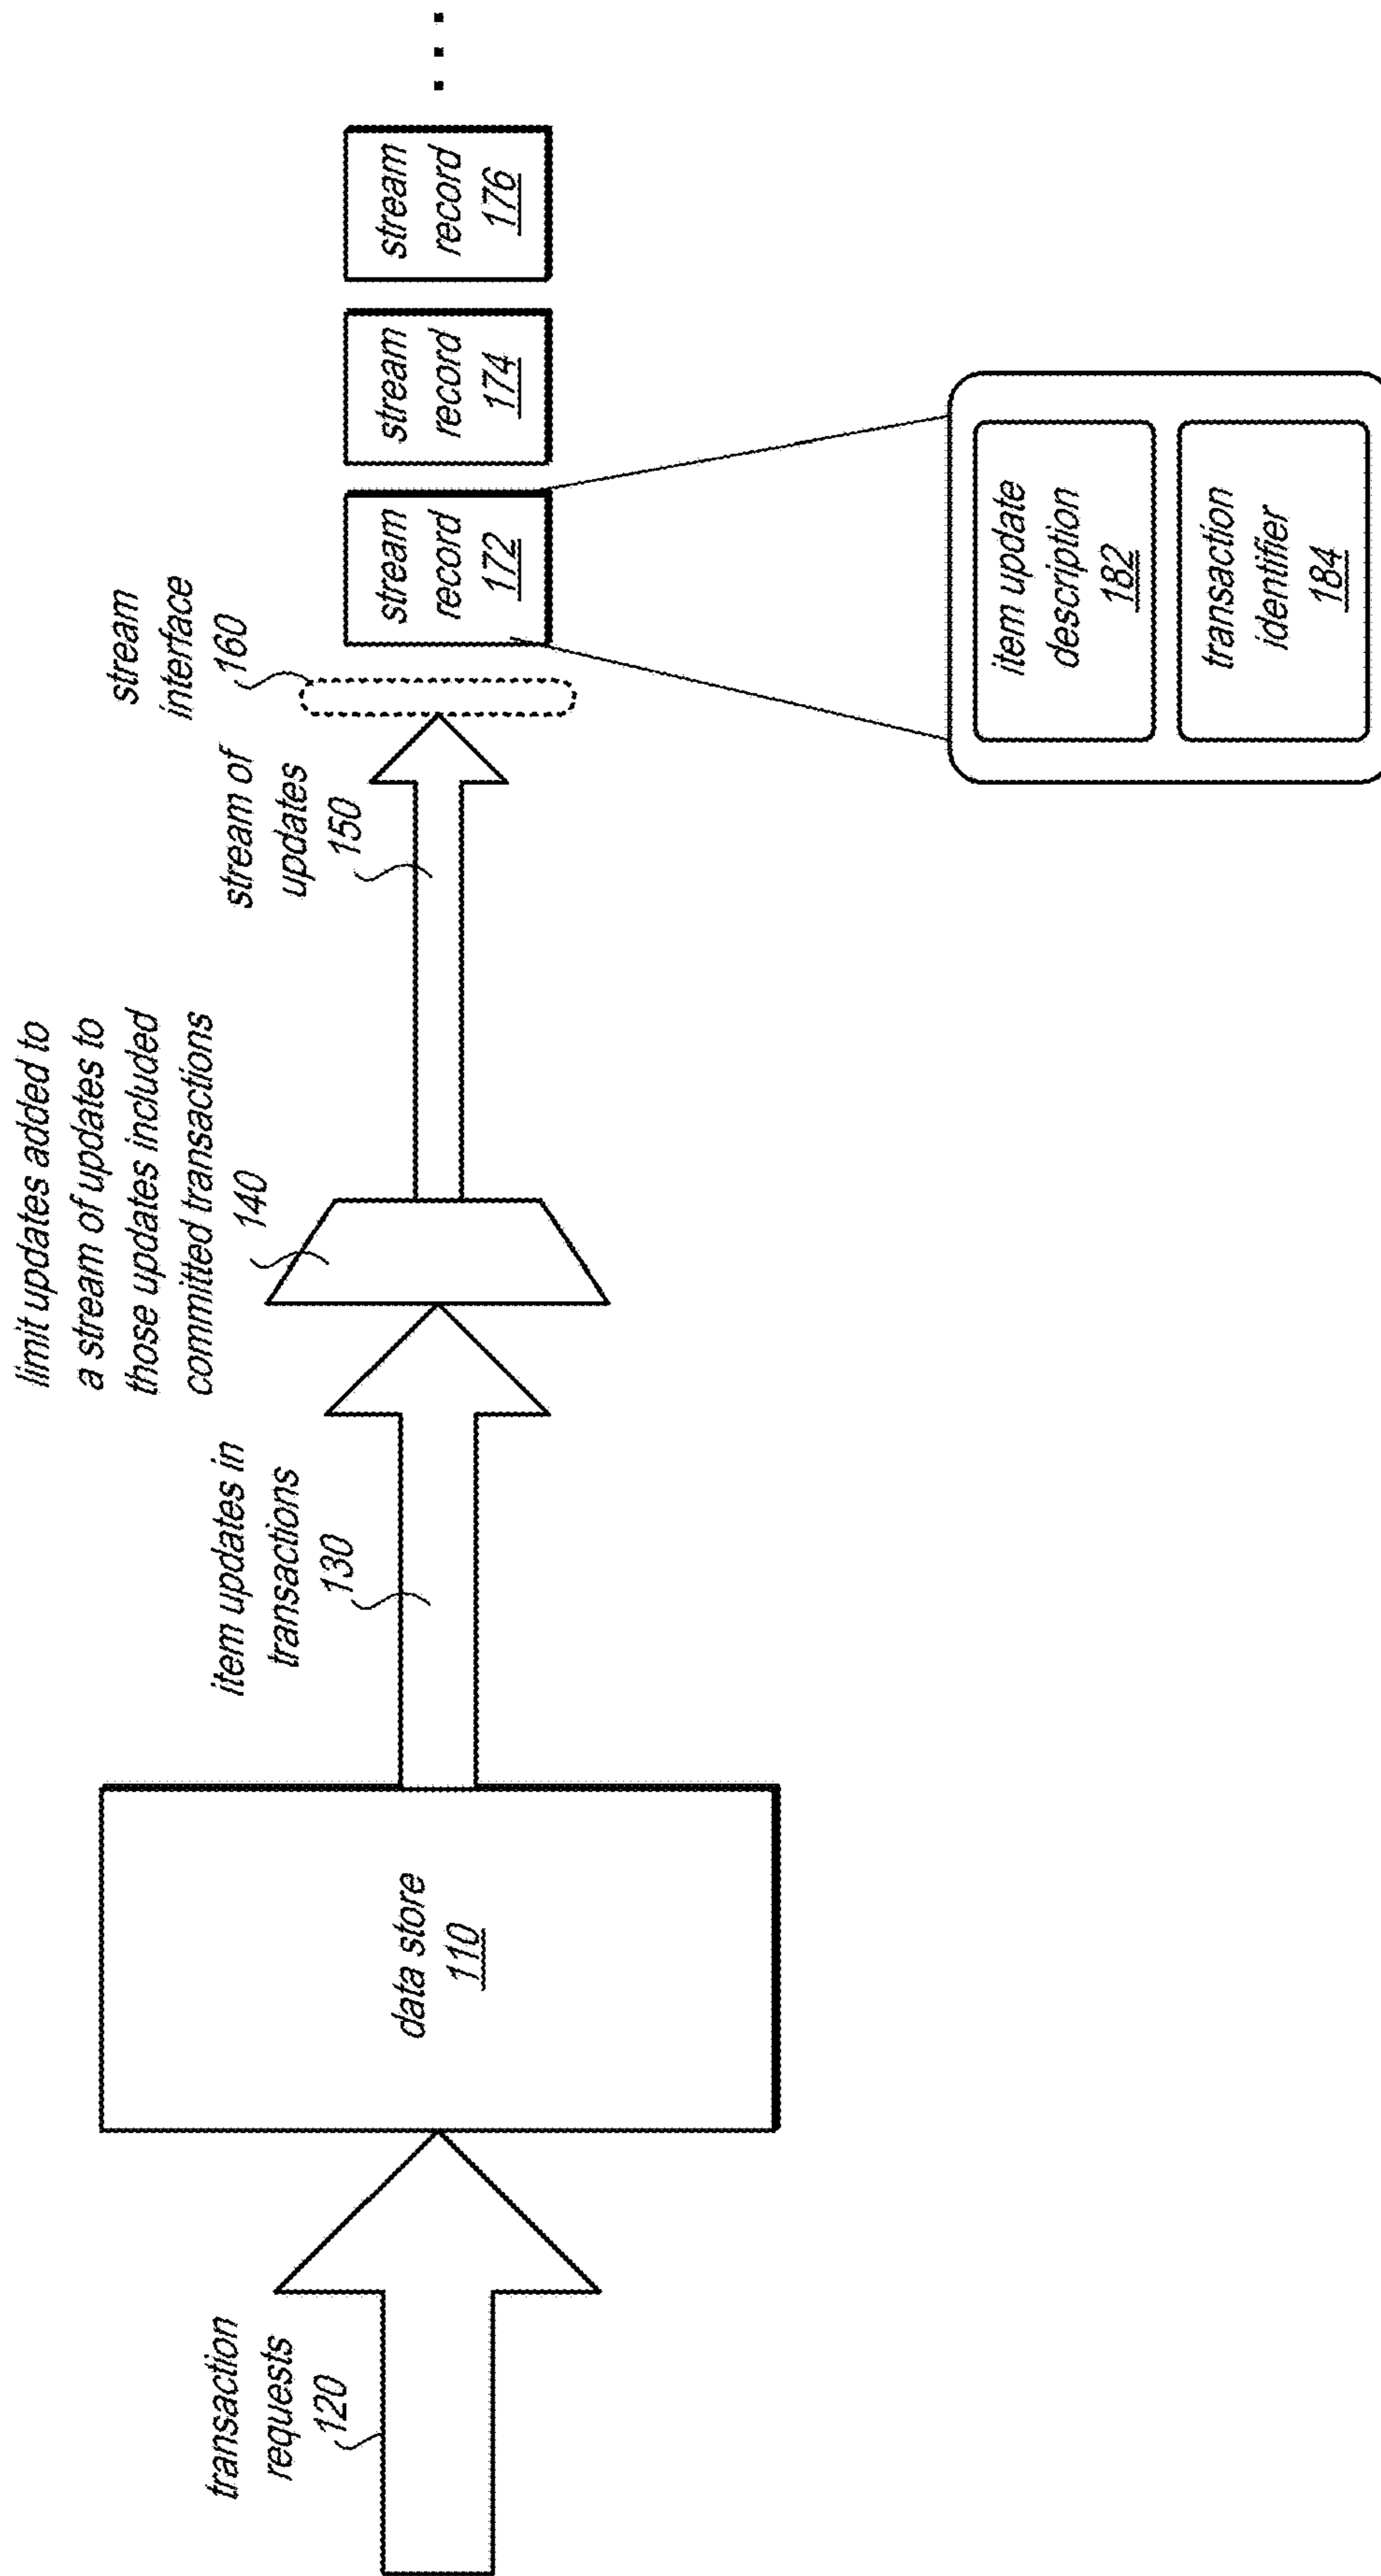 transaction
requests
120
data store
110
item updates in
transactions
130
limit updates added to
a stream of updates to
those updates included
committed transactions
140
stream of
updates
150
stream
interface
160
stream
record
172
stream
record
174
stream
record
176
item update
description
182
transaction
identifier
184